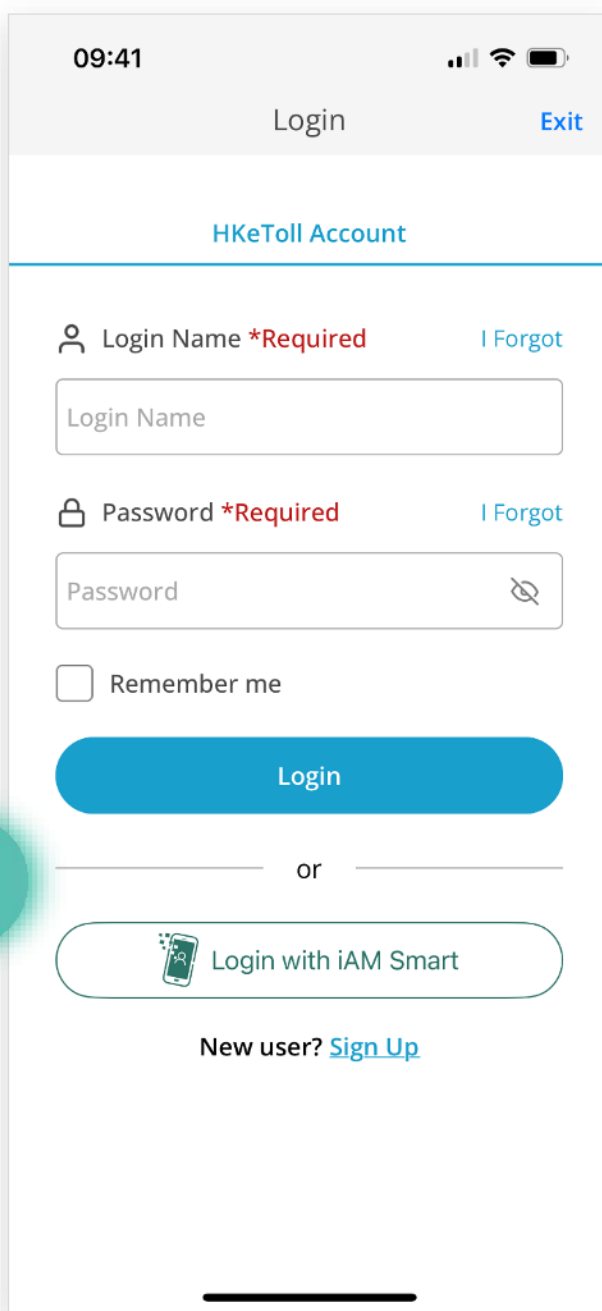 09:41
Login Exit
HKeToll Account
Login Name *Required I Forgot
Login Name
Password *Required I Forgot
Password
Remember me
Login
or
Login with iAM Smart
New user? Sign Up